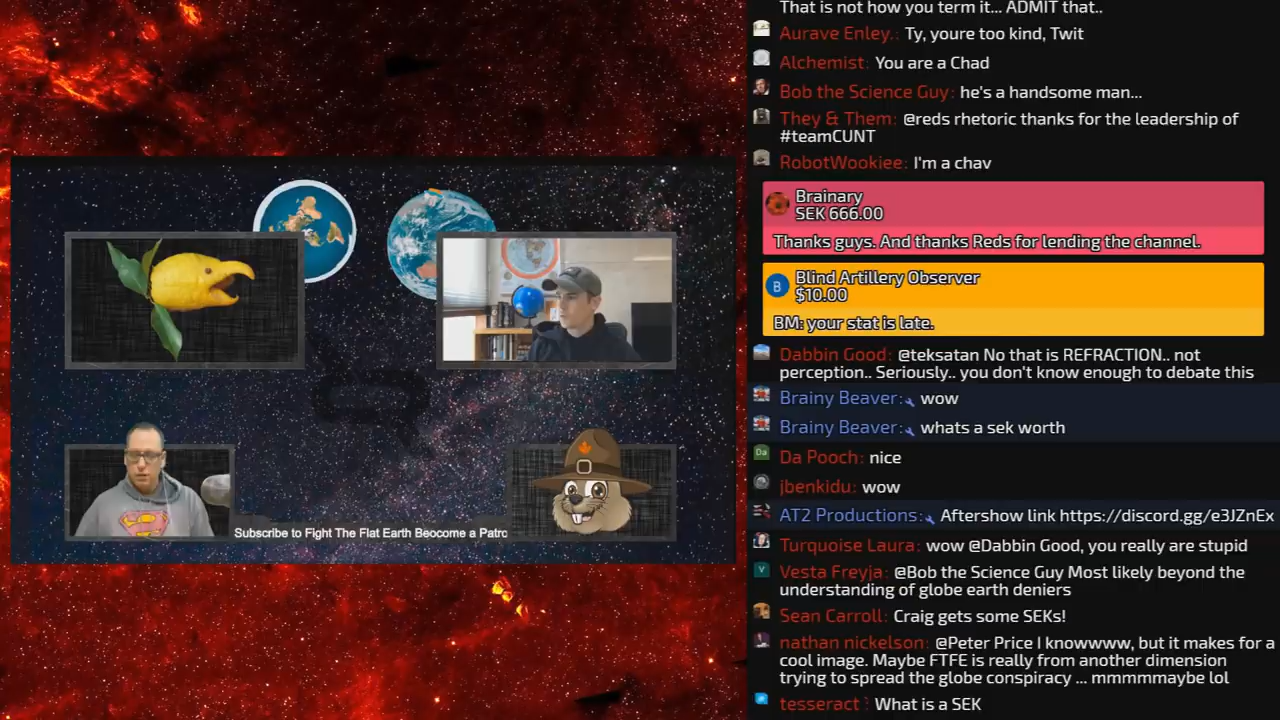 That is not how you term it... ADMIT that..
Aurave Enley.: Ty, youre too kind, Twit
Alchemist: You are a Chad
Bob the Science Guy: he's a handsome man...
They & Them: @reds rhetoric thanks for the leadership of
#teamCUNT
RobotWookiee: I'm a chav
Brainary
SEK 666.00
Thanks guys. And thanks Reds for lending the channel.
B
Blind Artillery Observer
$10.00
BM: your stat is late.
Dabbin Good: @teksatan No that is REFRACTION.. not
perception.. Seriously.. you don't know enough to debate this
Brainy Beaver: wow
Brainy Beaver: whats a sek worth
Da
Da Pooch: nice
jbenkidu: wow
AT2 Productions: Aftershow link https://discord.gg/e3JZnEx
Turquoise Laura: wow @Dabbin Good, you really are stupid
V
Vesta Freyja: @Bob the Science Guy Most likely beyond the
understanding of globe earth deniers
Sean Carroll: Craig gets some SEKs!
nathan nickelson: @Peter Price I knowwww, but it makes for a
cool image. Maybe FTFE is really from another dimension
trying to spread the globe conspiracy ... mmmmmaybe lol
tesseract : What is a SEK
Subscribe to Fight The Flat Earth Beocome a Patro